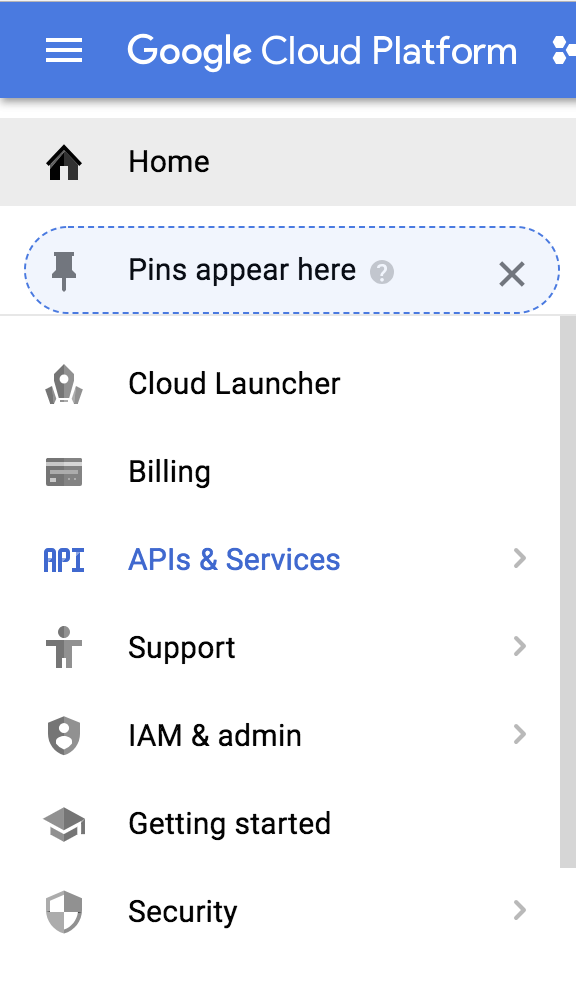 Google Cloud Platform
Home
Pins appear here ?
Cloud Launcher
Billing
API APIs & Services
Support
IAM & admin
Getting started
Security